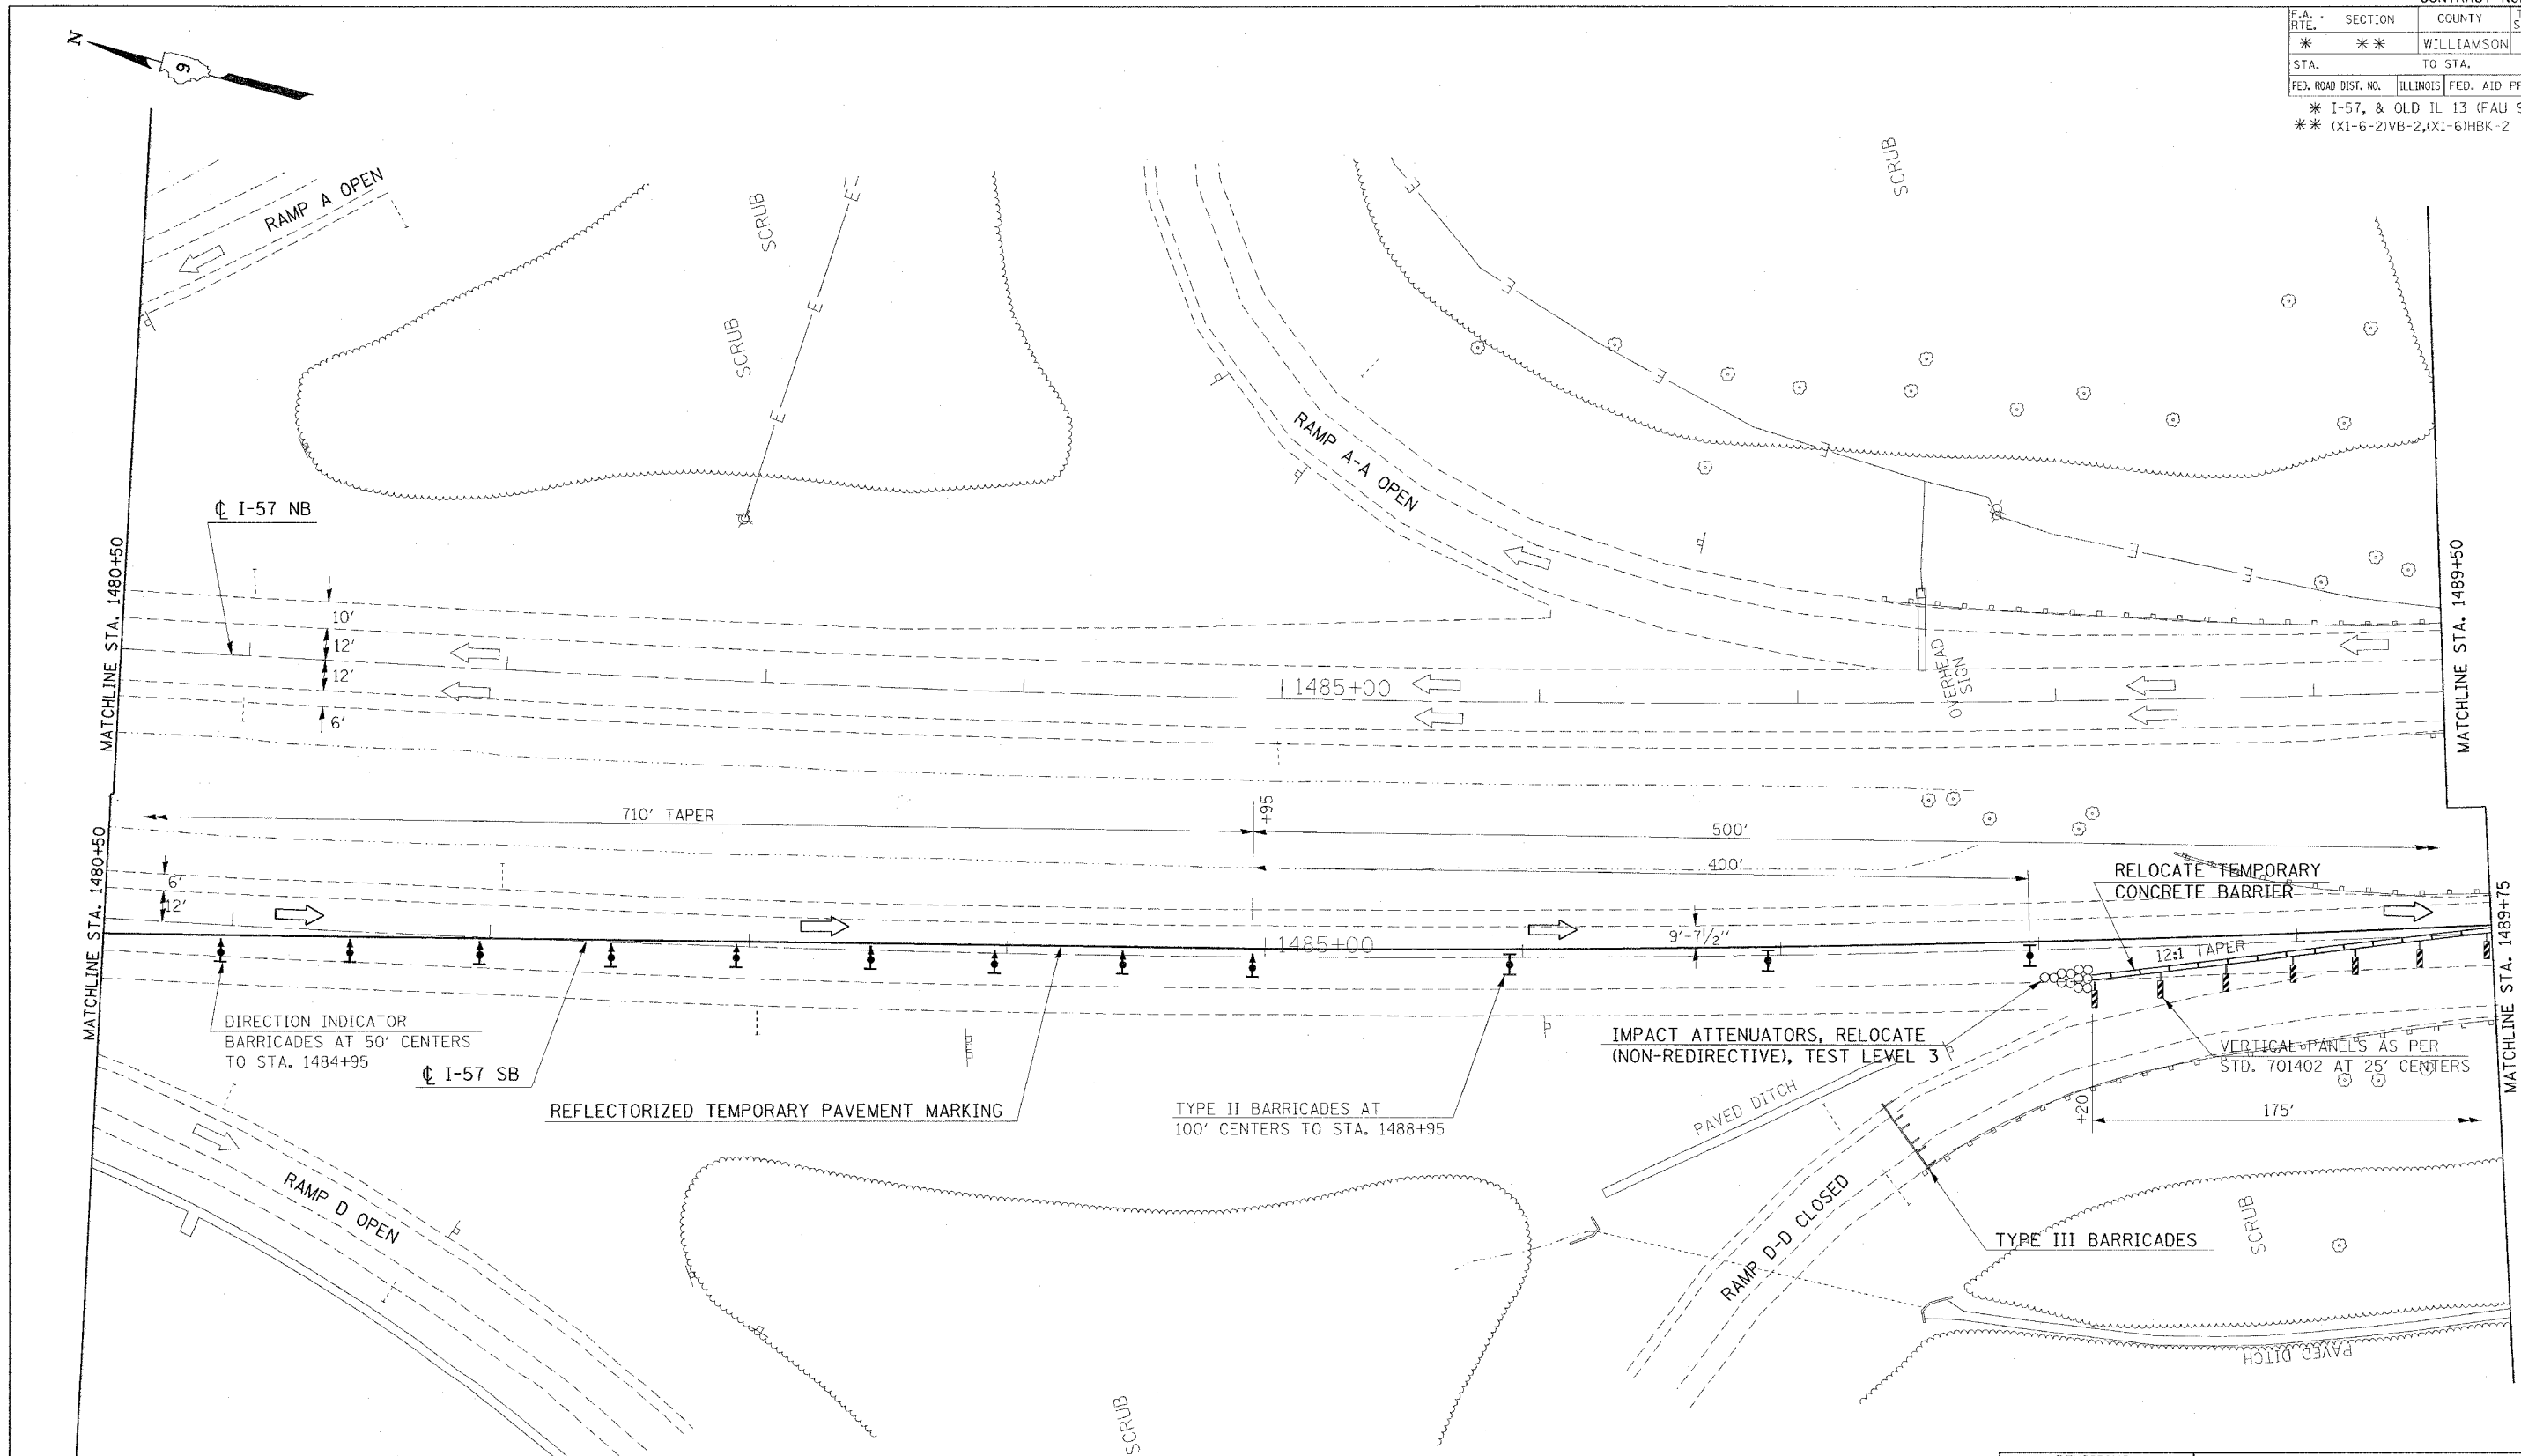 F.A. RTE. SECTION COUNTY
* ** WILLIAMSON
STA. TO STA.
FED. ROAD DIST. NO. ILLINOIS FED. AID
* I-57, & OLD IL 13 (FAU
** (X1-6-2)VB-2,(X1-6)HBK-2
N
9
RAMP A OPEN
SCRUB
SCRUB
SCRUB
E
E
E
E
E
E
E
E
E
RAMP A-A OPEN
℄ I-57 NB
MATCHLINE STA. 1480+50
MATCHLINE STA. 1489+50
10'
12'
12'
6'
1485+00
OVERHEAD
SIGN
710' TAPER
+95
500'
400'
RELOCATE TEMPORARY
CONCRETE BARRIER
MATCHLINE STA. 1480+50
MATCHLINE STA. 1489+75
6'
12'
1485+00
9'-7 1/2"
12:1 TAPER
DIRECTION INDICATOR
BARRICADES AT 50' CENTERS
TO STA. 1484+95
℄ I-57 SB
REFLECTORIZED TEMPORARY PAVEMENT MARKING
TYPE II BARRICADES AT
100' CENTERS TO STA. 1488+95
IMPACT ATTENUATORS, RELOCATE
(NON-REDIRECTIVE), TEST LEVEL 3
VERTICAL PANELS AS PER
STD. 701402 AT 25' CENTERS
PAVED DITCH
+20
175'
RAMP D OPEN
RAMP D-D CLOSED
TYPE III BARRICADES
SCRUB
SCRUB
PAVED DITCH